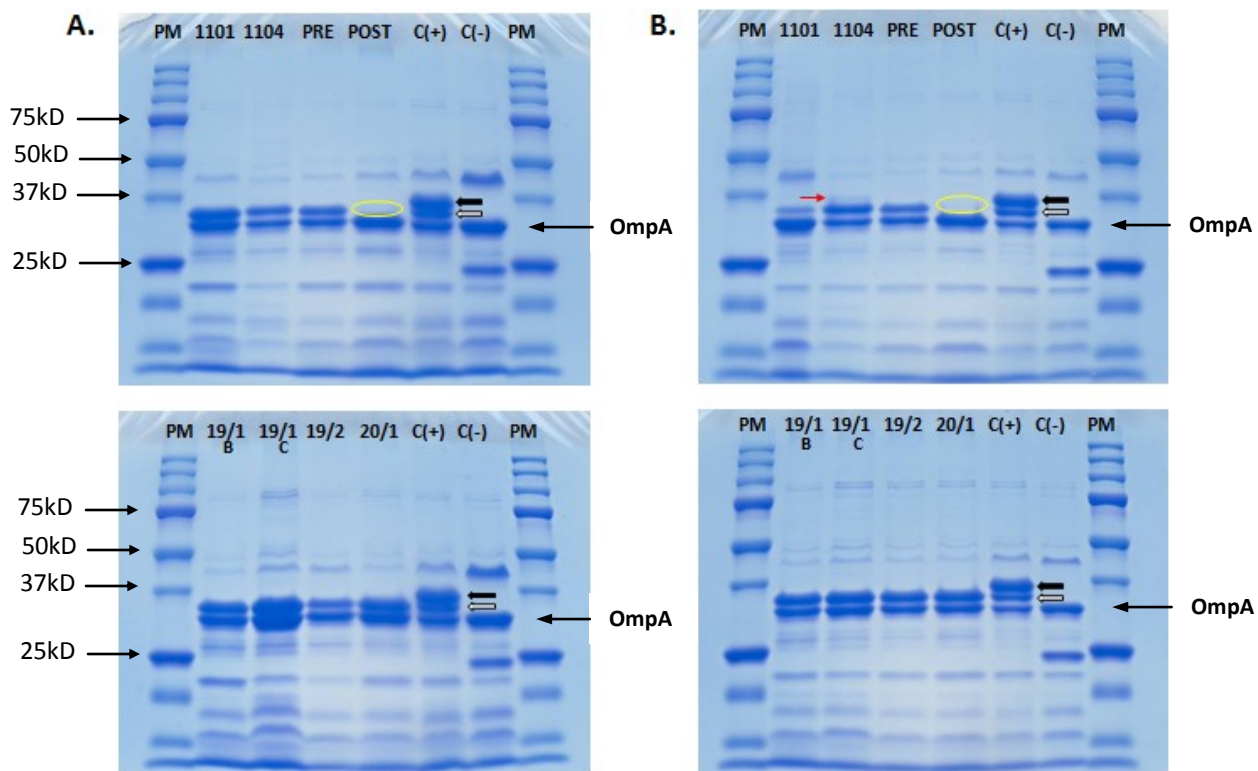 A.
PM 1101 1104 PRE POST C(+) C(-) PM
75kD
50kD
37kD
25kD
OmpA
B.
PM 1101 1104 PRE POST C(+) C(-) PM
OmpA
PM 19/1 19/1 19/2 20/1 C(+) C(-) PM
B C
75kD
50kD
37kD
25kD
OmpA
PM 19/1 19/1 19/2 20/1 C(+) C(-) PM
B C
OmpA